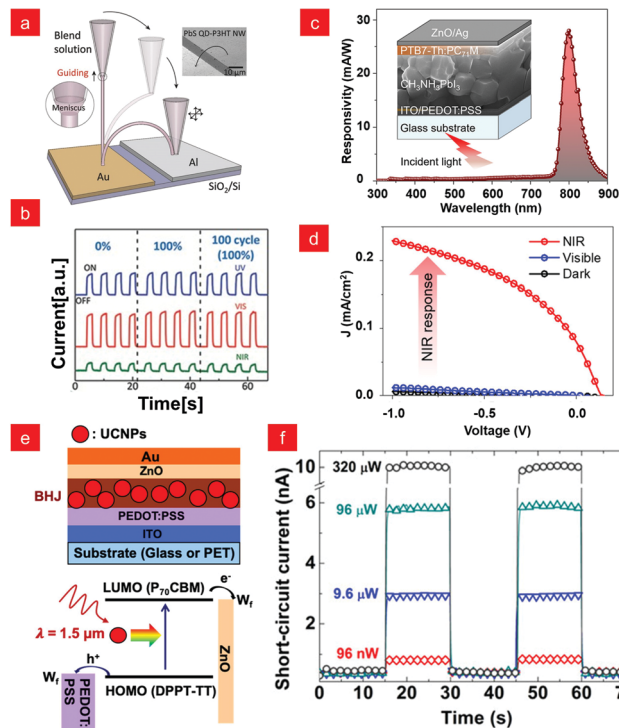 a
Blend
solution
Guiding
Meniscus
PbS QD-P3HT NW
10 μm
Au
Al
SiO2/Si
b
0%
100%
100 cycle
(100%)
ON
OFF
UV
VIS
NIR
Current[a.u.]
0 20 40 60
Time[s]
c
ZnO/Ag
PTB7-Th:PC71M
CH3NH3PbI3
ITO/PEDOT:PSS
Glass substrate
Incident light
Responsivity (mA/W)
30
25
20
15
10
5
0
300 400 500 600 700 800 900
Wavelength (nm)
d
NIR
Visible
Dark
NIR response
J (mA/cm2)
0.2
0.1
0.0
-1.0 -0.5 0.0
Voltage (V)
e
: UCNPs
Au
ZnO
BHJ
PEDOT:PSS
ITO
Substrate (Glass or PET)
LUMO (P70CBM)
e-
Wf
λ = 1.5 μm
ZnO
Wf
h+
HOMO (DPPT-TT)
PEDOT:
PSS
f
320 μW
96 μW
9.6 μW
96 nW
Short-circuit current (nA)
10
6
4
2
0 10 20 30 40 50 60
Time (s)